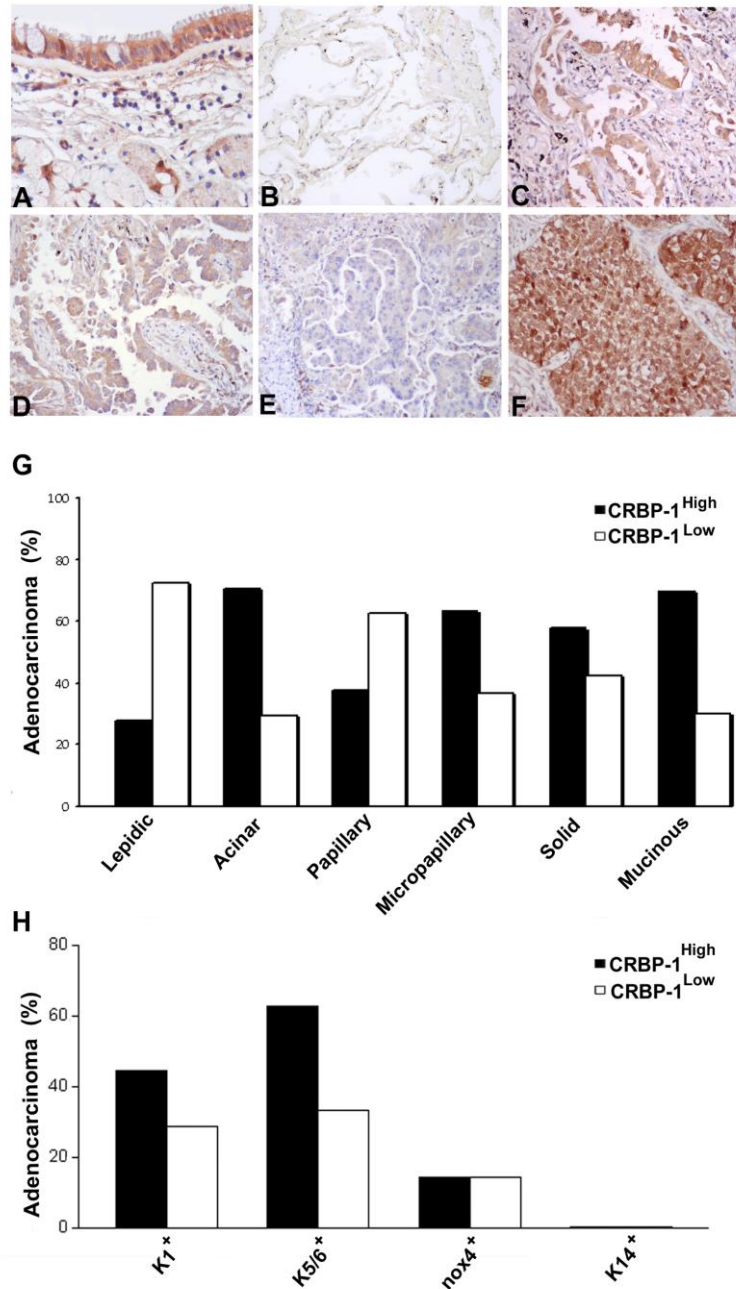 A
B
C
D
E
F
G
Adenocarcinoma (%)
100
80
60
40
20
0
CRBP-1High
CRBP-1Low
Lepidic
Acinar
Papillary
Micropapillary
Solid
Mucinous
H
Adenocarcinoma (%)
80
60
40
20
0
CRBP-1High
CRBP-1Low
K1+
K5/6+
nox4+
K14+